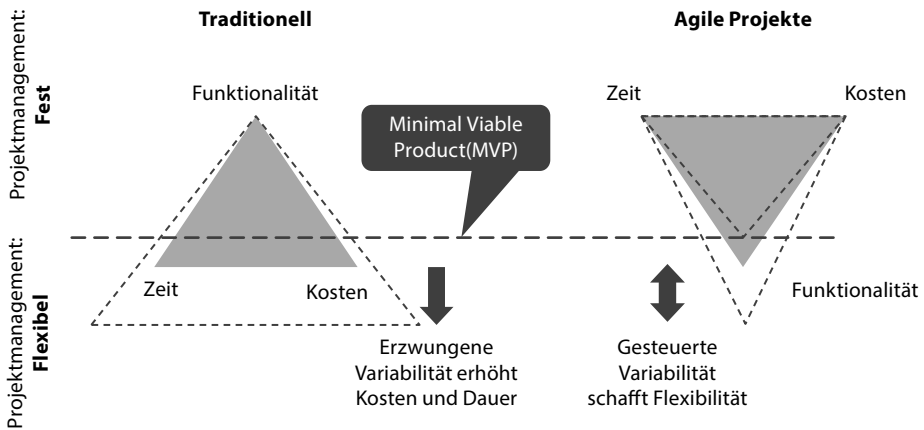 Traditionell
Agile Projekte
Projektmanagement:
Fest
Funktionalität
Minimal Viable
Product(MVP)
Zeit
Kosten
Projektmanagement:
Flexibel
Zeit
Kosten
Funktionalität
Erzwungene
Variabilität erhöht
Kosten und Dauer
Gesteuerte
Variabilität
schafft Flexibilität